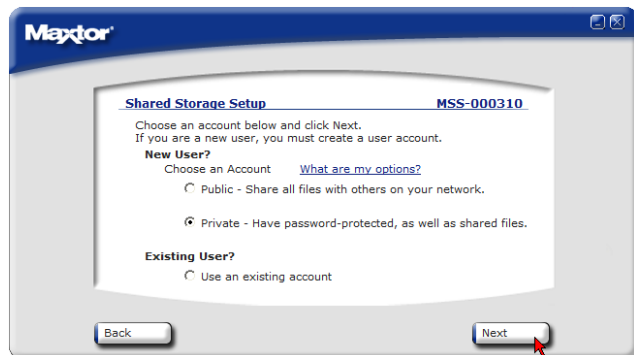 Maxtor
Shared Storage Setup MSS-000310
Choose an account below and click Next.
If you are a new user, you must create a user account.
New User?
Choose an Account What are my options?
Public - Share all files with others on your network.
Private - Have password-protected, as well as shared files.
Existing User?
Use an existing account
Back Next